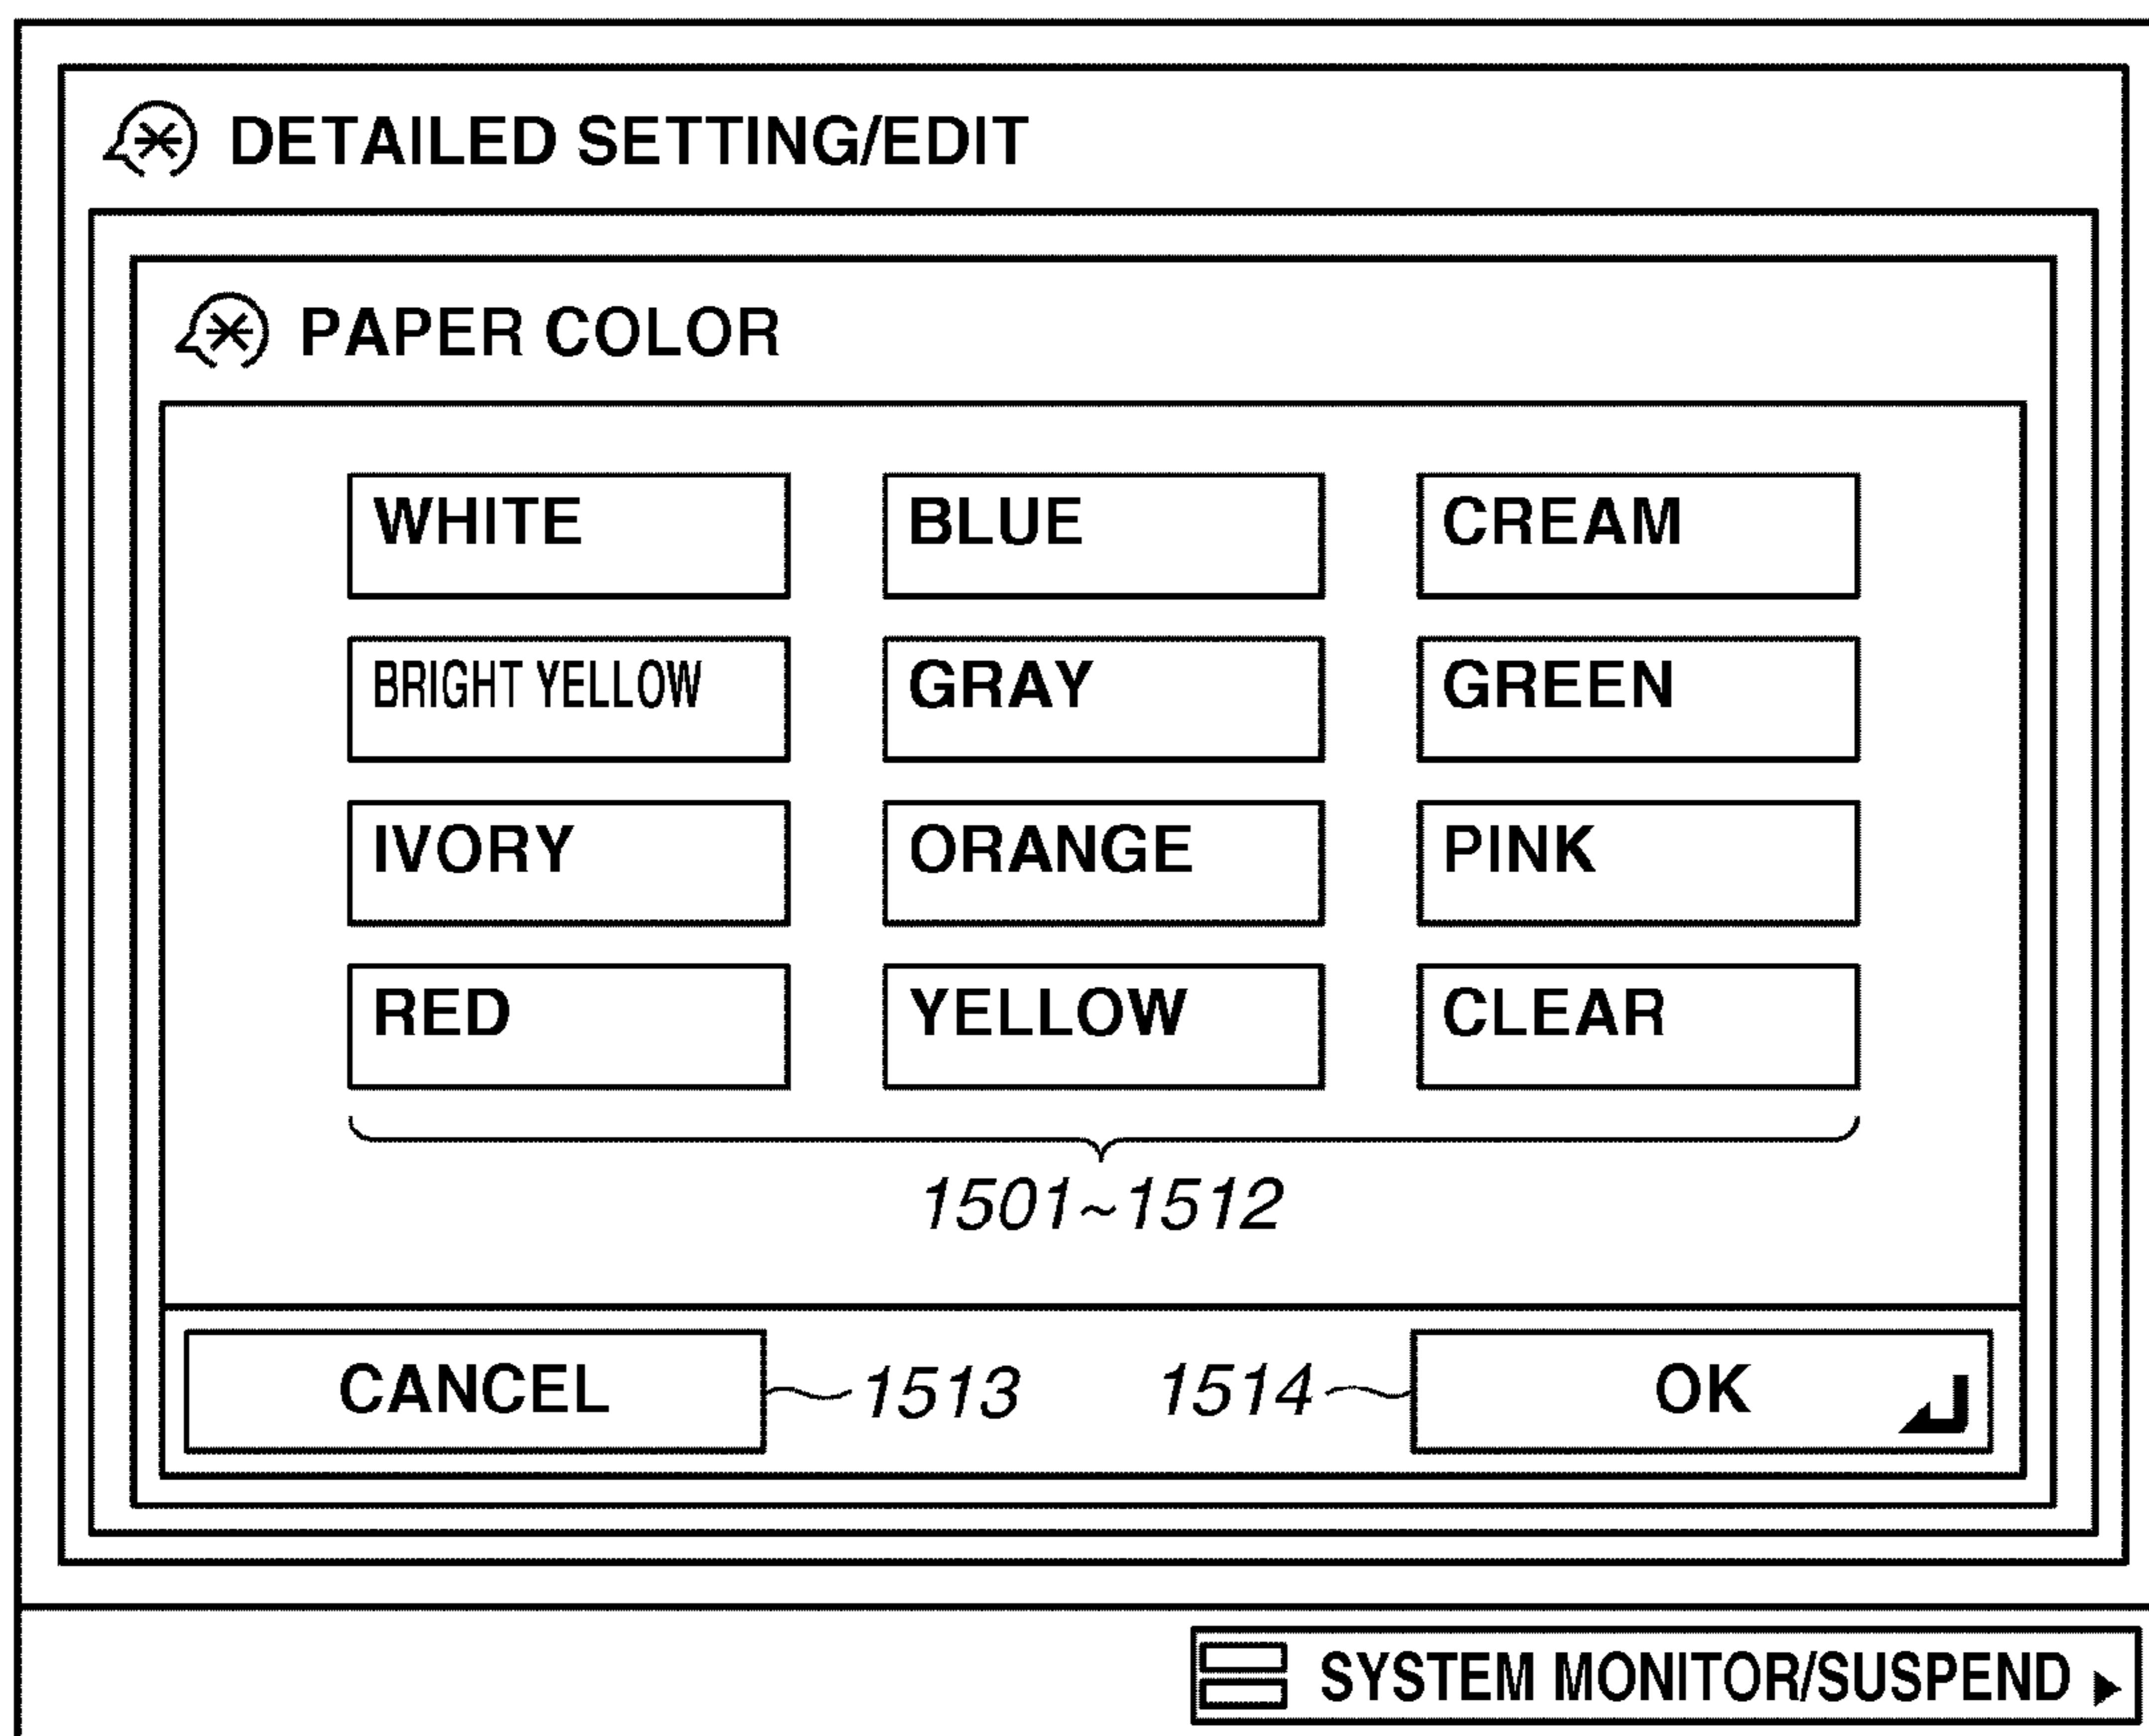 DETAILED SETTING/EDIT
PAPER COLOR
WHITE BLUE CREAM
BRIGHT YELLOW GRAY GREEN
IVORY ORANGE PINK
RED YELLOW CLEAR
1501~1512
CANCEL 1513 1514 OK
SYSTEM MONITOR/SUSPEND